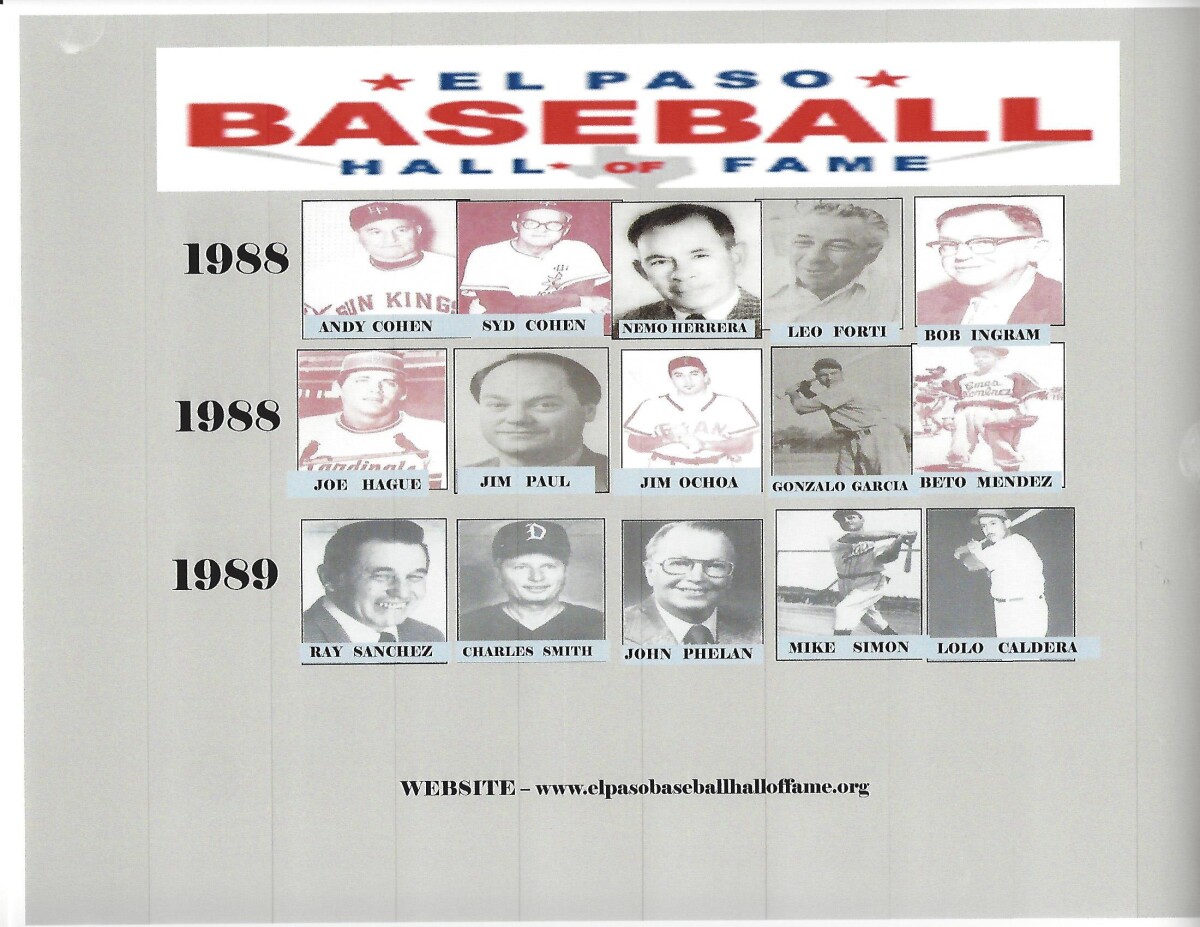 EL PASO
BASEBALL
HALL OF FAME
1988
EP
SUN KINGS
ANDY COHEN
SYD COHEN
NEMO HERRERA
LEO FORTI
BOB INGRAM
1988
Cardinals
JOE HAGUE
JIM PAUL
JIM OCHOA
GONZALO GARCIA
BETO MENDEZ
1989
D
RAY SANCHEZ
CHARLES SMITH
JOHN PHELAN
MIKE SIMON
LOLO CALDERA
WEBSITE – www.elpasobaseballhalloffame.org